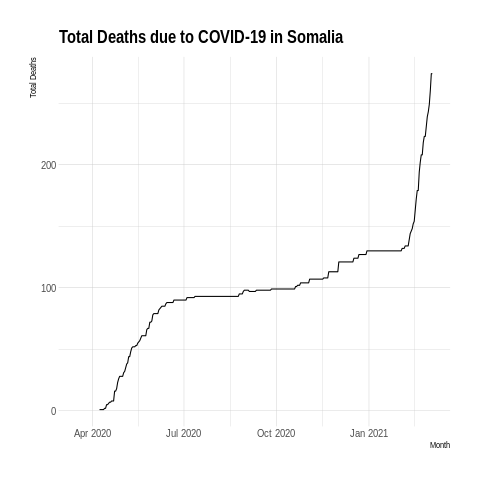 Total Deaths due to COVID-19 in Somalia
Total Deaths
200
100
0
Apr 2020 Jul 2020 Oct 2020 Jan 2021
Month